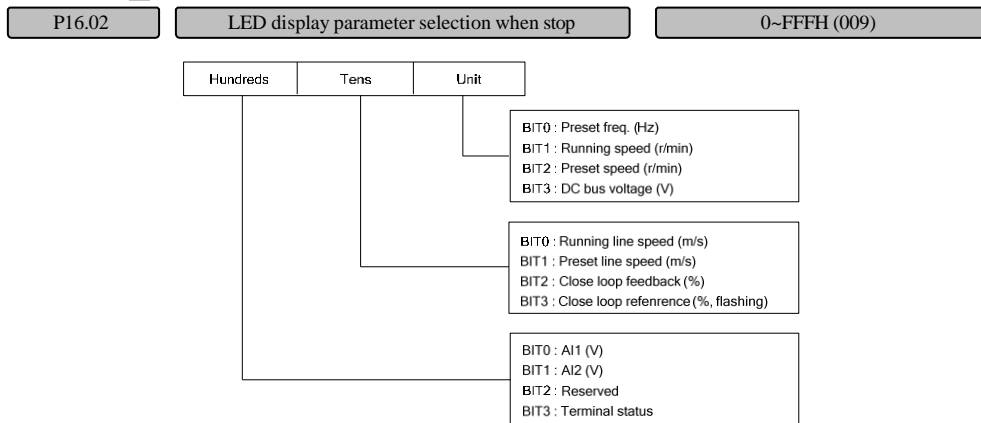 P16.02 LED display parameter selection when stop 0~FFFH (009)
Hundreds Tens Unit
BIT0 : Preset freq. (Hz)
BIT1 : Running speed (r/min)
BIT2 : Preset speed (r/min)
BIT3 : DC bus voltage (V)
BIT0 : Running line speed (m/s)
BIT1 : Preset line speed (m/s)
BIT2 : Close loop feedback (%)
BIT3 : Close loop refenrence (%, flashing)
BIT0 : AI1 (V)
BIT1 : AI2 (V)
BIT2 : Reserved
BIT3 : Terminal status